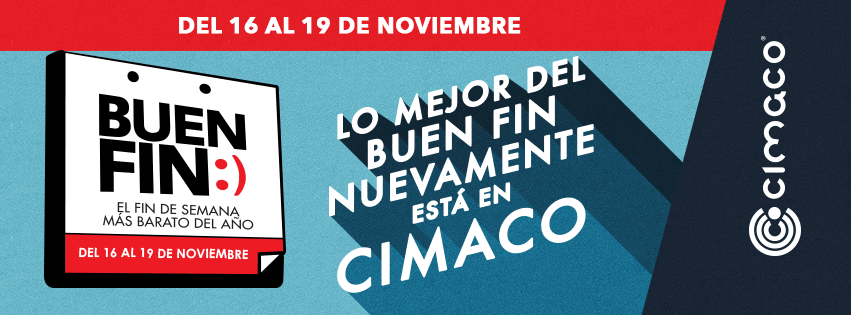 DEL 16 AL 19 DE NOVIEMBRE
BUEN
FIN:)
EL FIN DE SEMANA
MÁS BARATO DEL AÑO
DEL 16 AL 19 DE NOVIEMBRE
LO MEJOR DEL
BUEN FIN
NUEVAMENTE
ESTÁ EN
CIMACO
cimaco®